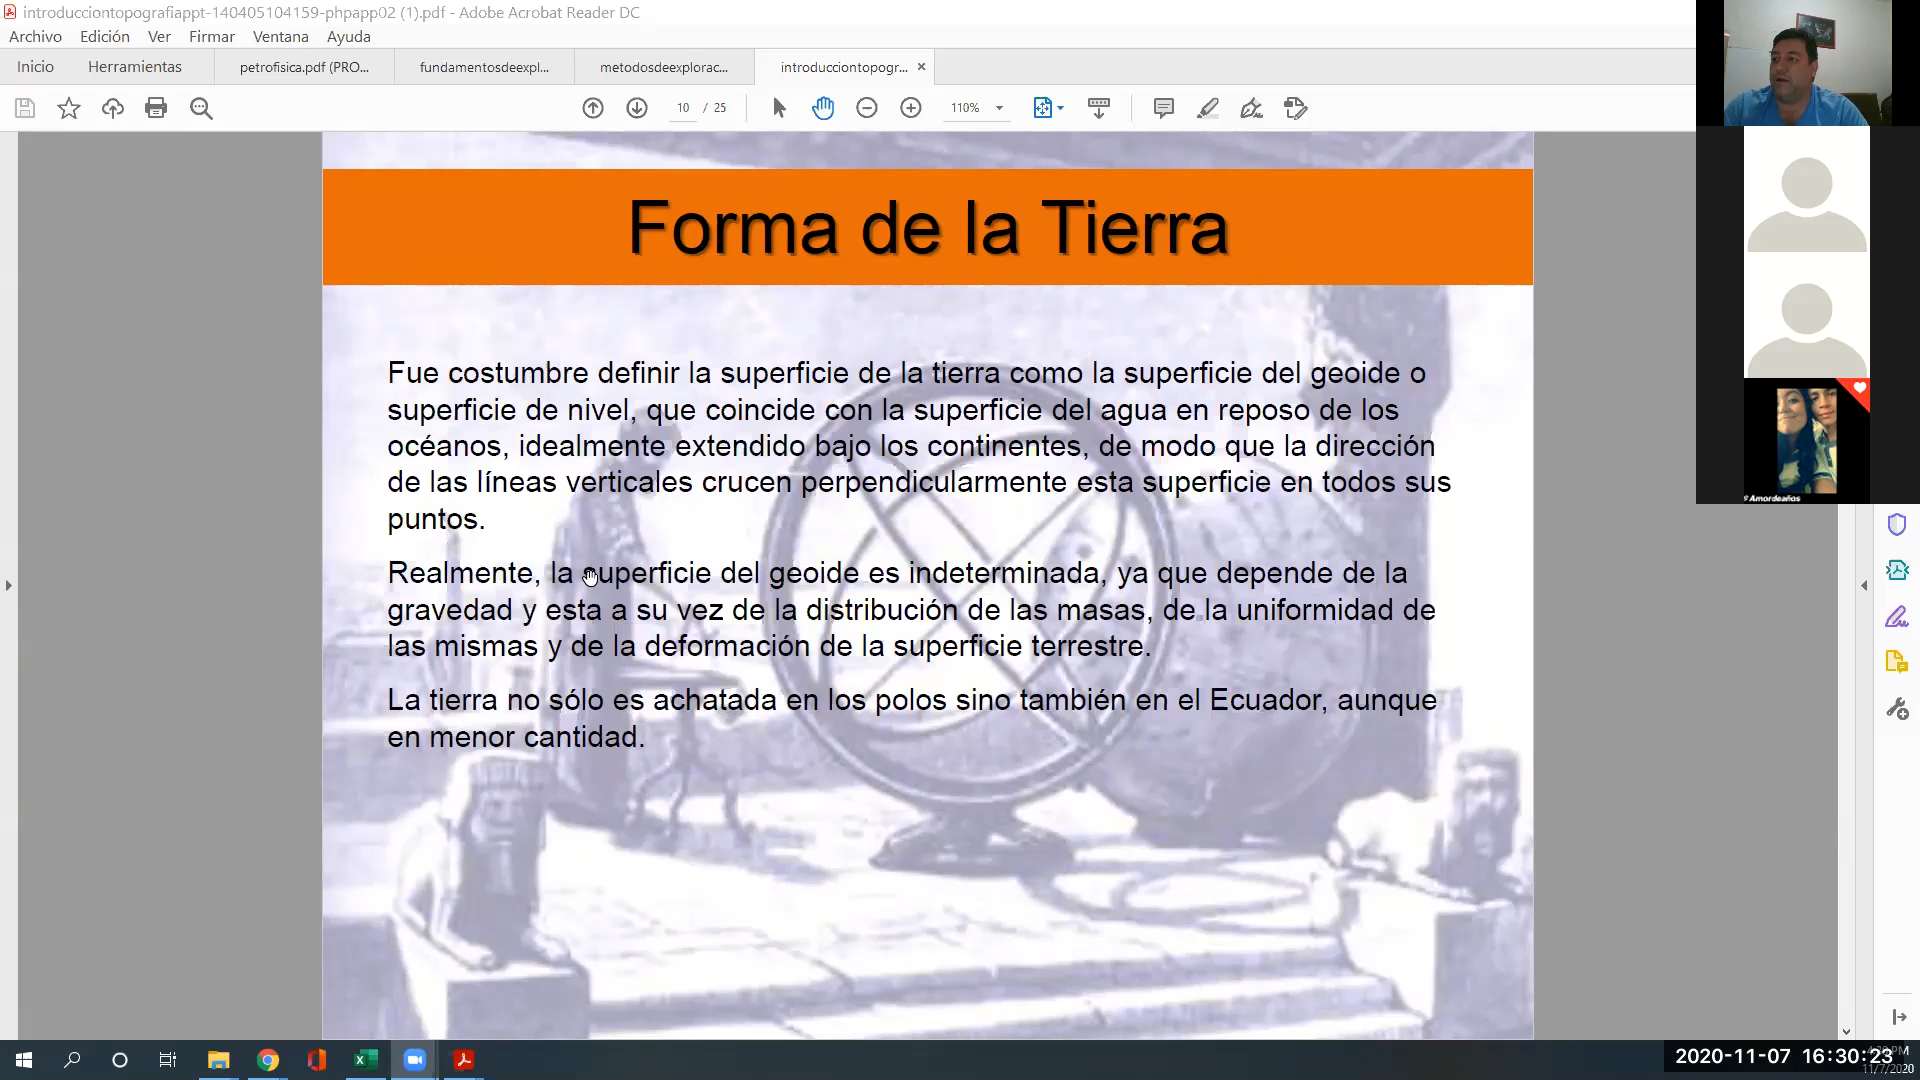 introducciontopografiappt-140405104159-phpapp02 (1).pdf - Adobe Acrobat Reader DC
Archivo Edición Ver Firmar Ventana Ayuda
Inicio Herramientas petrofisica.pdf (PRO... fundamentosdeexpl... metodosdeexplorac... introducciontopogr... ×
10 / 25 110%
Forma de la Tierra
Fue costumbre definir la superficie de la tierra como la superficie del geoide o
superficie de nivel, que coincide con la superficie del agua en reposo de los
océanos, idealmente extendido bajo los continentes, de modo que la dirección
de las líneas verticales crucen perpendicularmente esta superficie en todos sus
puntos.
Realmente, la superficie del geoide es indeterminada, ya que depende de la
gravedad y esta a su vez de la distribución de las masas, de la uniformidad de
las mismas y de la deformación de la superficie terrestre.
La tierra no sólo es achatada en los polos sino también en el Ecuador, aunque
en menor cantidad.
Amordeaños
2020-11-07 16:30:23
11/7/2020